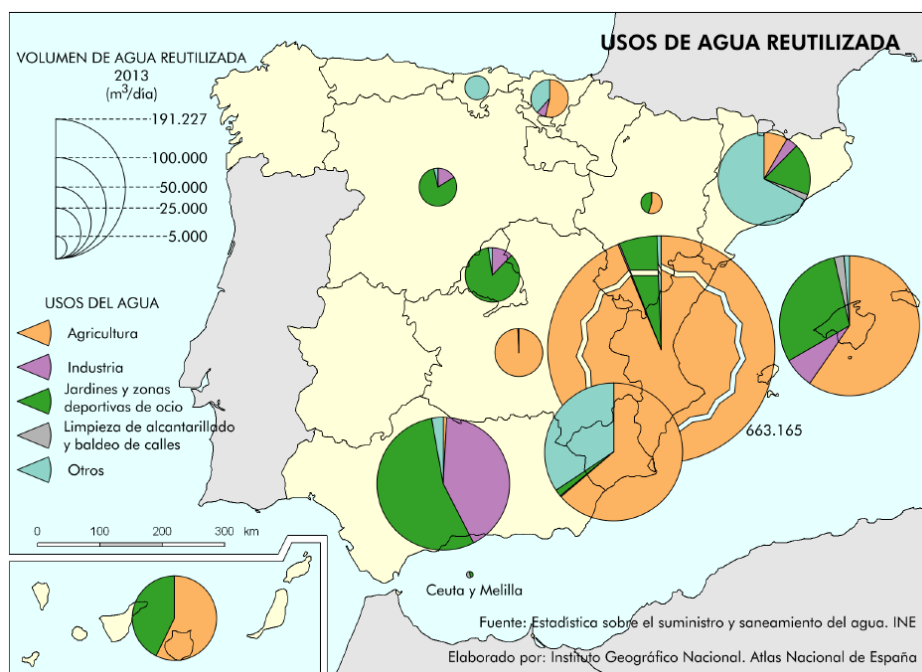 USOS DE AGUA REUTILIZADA
VOLUMEN DE AGUA REUTILIZADA
2013
(m³/día)
191.227
100.000
50.000
25.000
5.000
USOS DEL AGUA
Agricultura
Industria
Jardines y zonas
deportivas de ocio
Limpieza de alcantarillado
y baldeo de calles
Otros
0 100 200 300 km
663.165
Ceuta y Melilla
Fuente: Estadística sobre el suministro y saneamiento del agua. INE
Elaborado por: Instituto Geográfico Nacional. Atlas Nacional de España